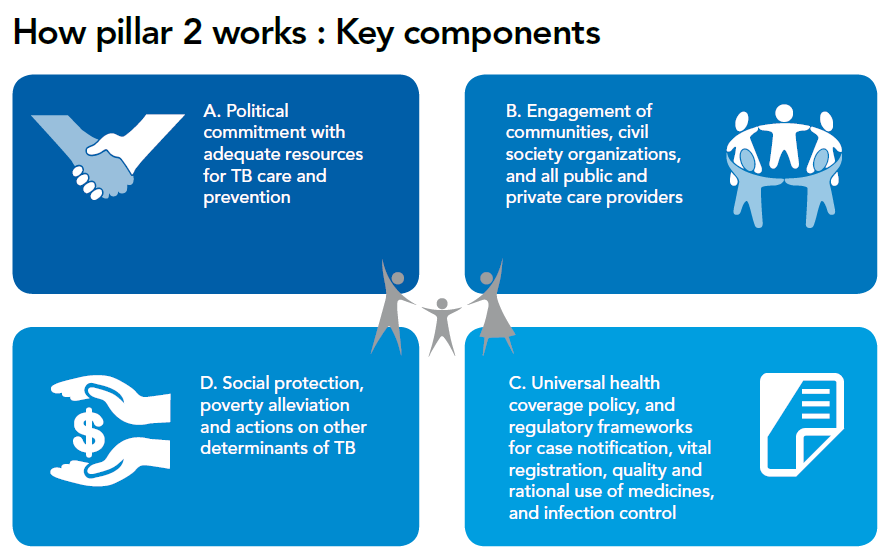 How pillar 2 works : Key components
A. Political
commitment with
adequate resources
for TB care and
prevention
B. Engagement of
communities, civil
society organizations,
and all public and
private care providers
D. Social protection,
poverty alleviation
and actions on other
determinants of TB
$
C. Universal health
coverage policy, and
regulatory frameworks
for case notification, vital
registration, quality and
rational use of medicines,
and infection control